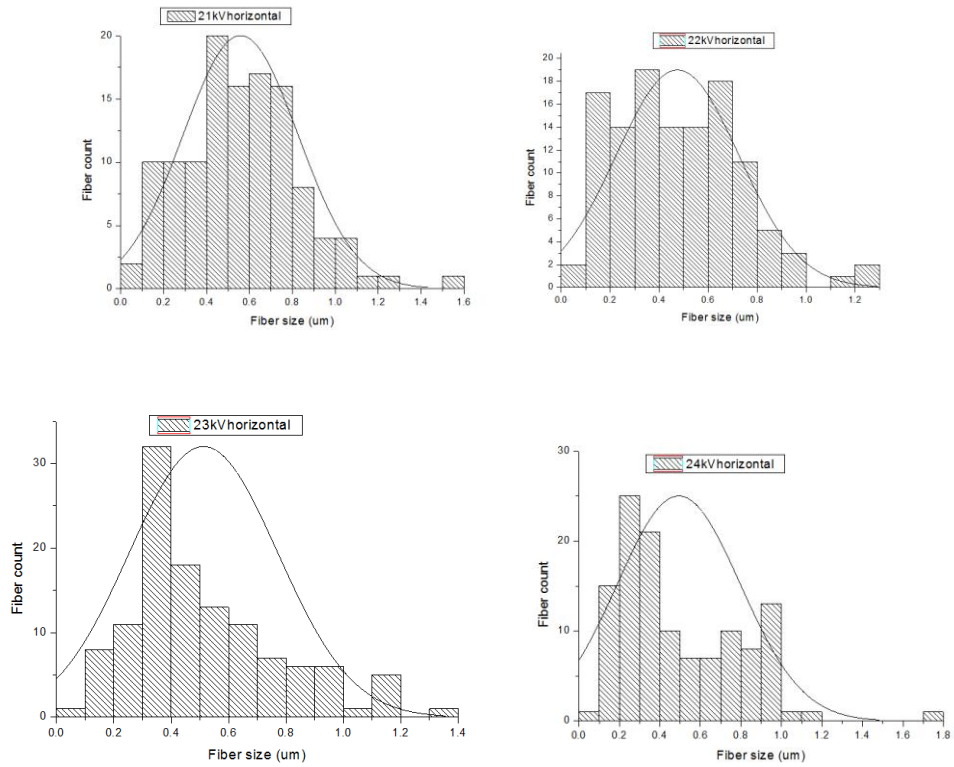 21kVhorizontal
20
15
10
5
0
Fiber count
0.0 0.2 0.4 0.6 0.8 1.0 1.2 1.4 1.6
Fiber size (um)
22kVhorizontal
20
18
16
14
12
10
8
6
4
2
0
Fiber count
0.0 0.2 0.4 0.6 0.8 1.0 1.2
Fiber size (um)
23kVhorizontal
30
20
10
0
Fiber count
0.0 0.2 0.4 0.6 0.8 1.0 1.2 1.4
Fiber size (um)
24kVhorizontal
30
20
10
0
Fiber count
0.0 0.2 0.4 0.6 0.8 1.0 1.2 1.4 1.6 1.8
Fiber size (um)